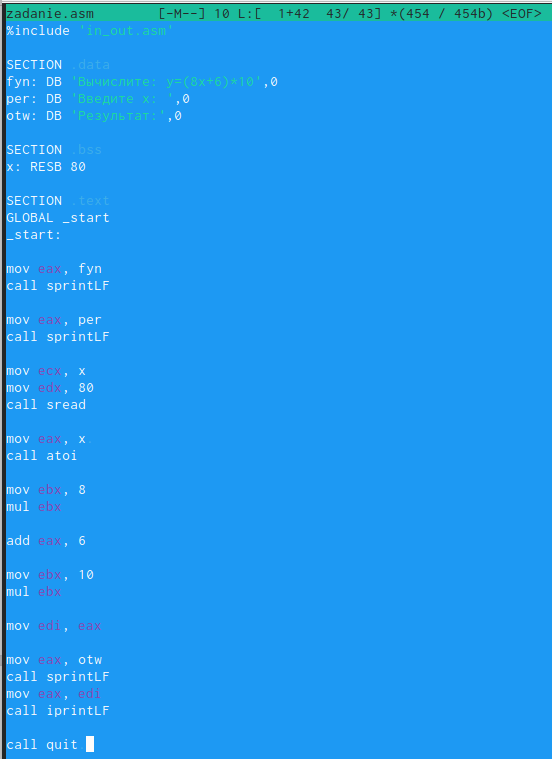 zadanie.asm [-M--] 10 L:[ 1+42 43/ 43] *(454 / 454b) <EOF>
%include 'in_out.asm'
SECTION .data
fyn: DB 'Вычислите: y=(8x+6)*10',0
per: DB 'Введите x: ',0
otw: DB 'Результат:',0
SECTION .bss
x: RESB 80
SECTION .text
GLOBAL _start
_start:
mov eax, fyn
call sprintLF
mov eax, per
call sprintLF
mov ecx, x
mov edx, 80
call sread
mov eax, x
call atoi
mov ebx, 8
mul ebx
add eax, 6
mov ebx, 10
mul ebx
mov edi, eax
mov eax, otw
call sprintLF
mov eax, edi
call iprintLF
call quit